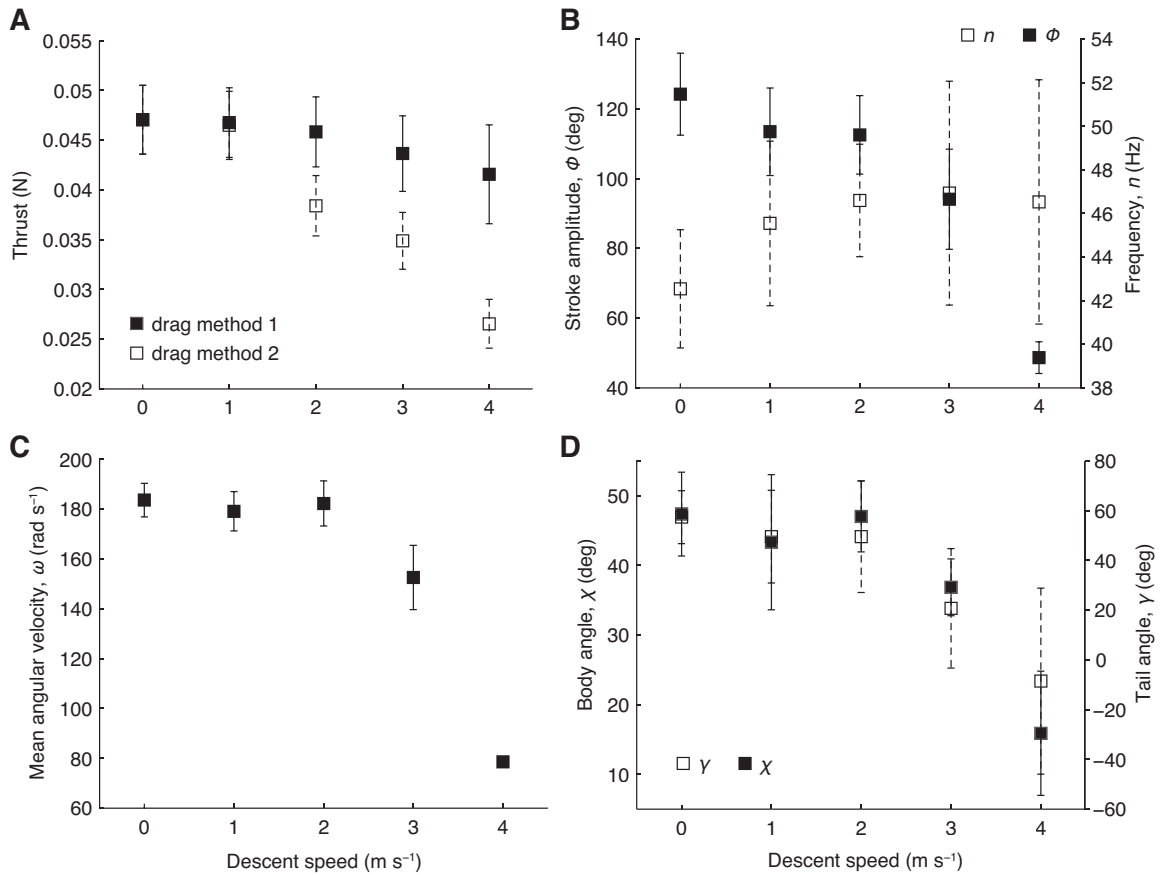 A
Thrust (N)
0.055
0.05
0.045
0.04
0.035
0.03
0.025
0.02
drag method 1
drag method 2
0 1 2 3 4
B
n Φ
Stroke amplitude, Φ (deg)
140
120
100
80
60
40
54
52
50
48
46
44
42
40
38
Frequency, n (Hz)
0 1 2 3 4
C
Mean angular velocity, ω (rad s⁻¹)
200
180
160
140
120
100
80
60
0 1 2 3 4
Descent speed (m s⁻¹)
D
Body angle, χ (deg)
50
40
30
20
10
γ χ
80
60
40
20
0
−20
−40
−60
Tail angle, γ (deg)
0 1 2 3 4
Descent speed (m s⁻¹)